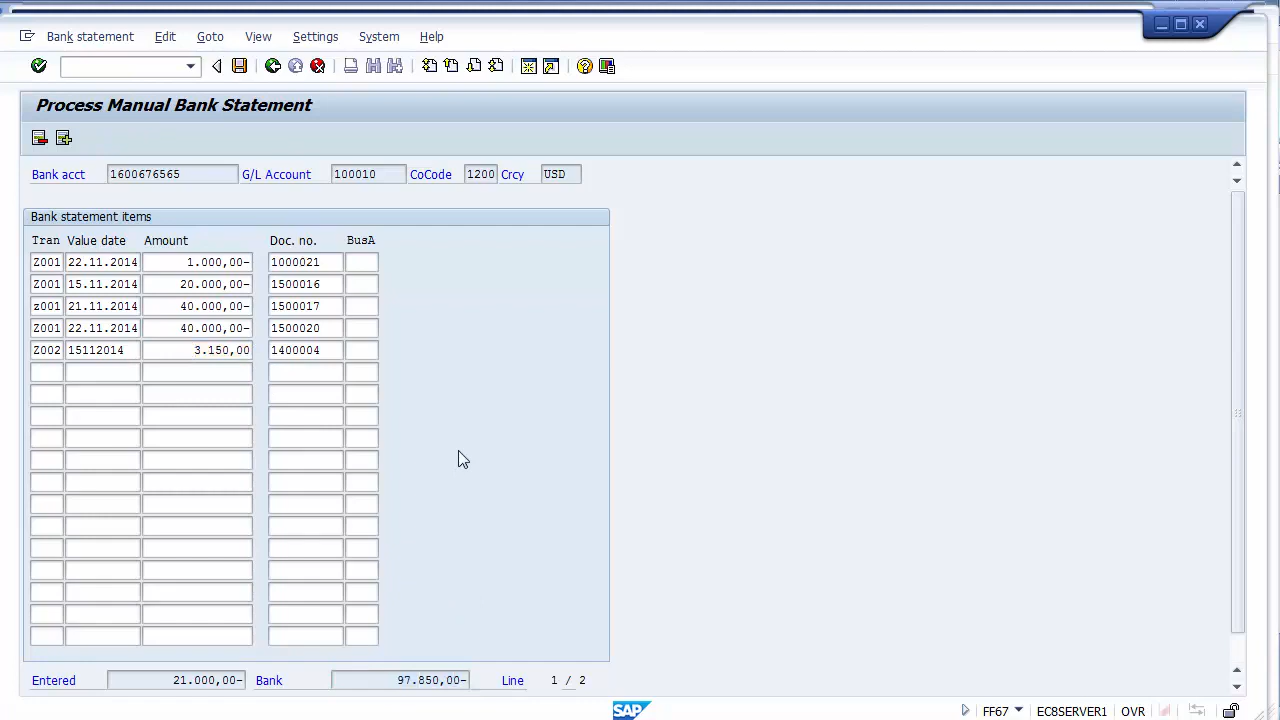 Bank statement Edit Goto View Settings System Help
Process Manual Bank Statement
Bank acct 1600676565 G/L Account 100010 CoCode 1200 Crcy USD
Bank statement items
Tran Value date Amount Doc. no. BusA
Z001 22.11.2014 1.000,00- 1000021
Z001 15.11.2014 20.000,00- 1500016
z001 21.11.2014 40.000,00- 1500017
Z001 22.11.2014 40.000,00- 1500020
Z002 15112014 3.150,00 1400004
Entered 21.000,00- Bank 97.850,00- Line 1 / 2
SAP FF67 ECSSERVER1 OVR